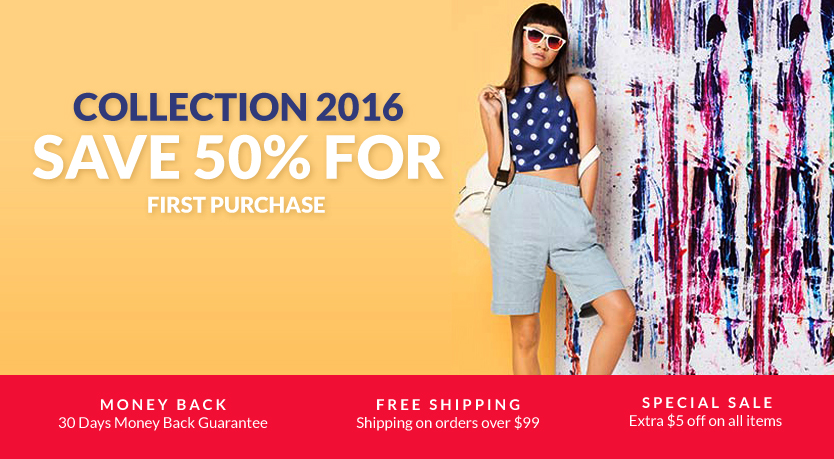 COLLECTION 2016
SAVE 50% FOR
FIRST PURCHASE
MONEY BACK
30 Days Money Back Guarantee
FREE SHIPPING
Shipping on orders over $99
SPECIAL SALE
Extra $5 off on all items